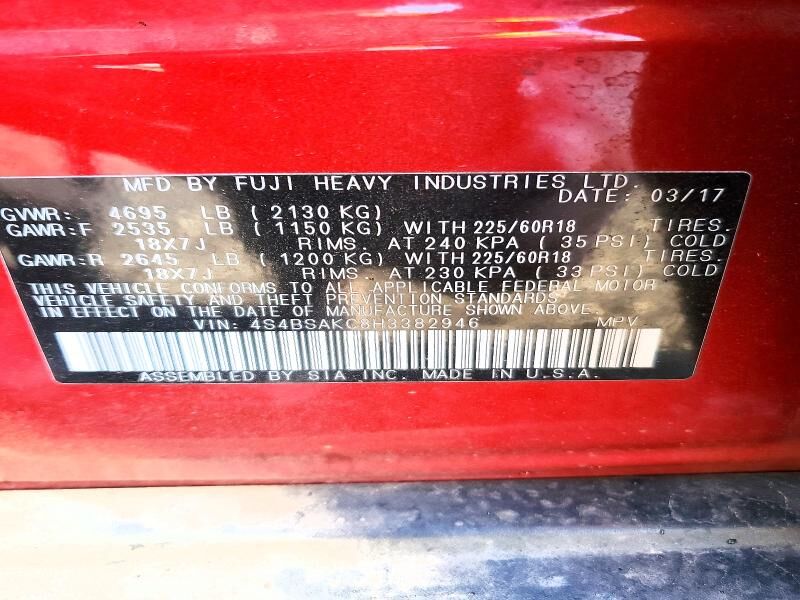 MFD BY FUJI HEAVY INDUSTRIES LTD.
DATE: 03/17
GVWR: 4695 LB ( 2130 KG)
GAWR:F 2535 LB ( 1150 KG) WITH 225/60R18 TIRES.
18X7J RIMS. AT 240 KPA ( 35 PSI) COLD
GAWR:R 2645 LB ( 1200 KG) WITH 225/60R18 TIRES.
18X7J RIMS. AT 230 KPA ( 33 PSI) COLD
THIS VEHICLE CONFORMS TO ALL APPLICABLE FEDERAL MOTOR
VEHICLE SAFETY AND THEFT PREVENTION STANDARDS
IN EFFECT ON THE DATE OF MANUFACTURE SHOWN ABOVE.
VIN: 4S4BSAKC8H3382946 MPV
ASSEMBLED BY SIA INC. MADE IN U.S.A.